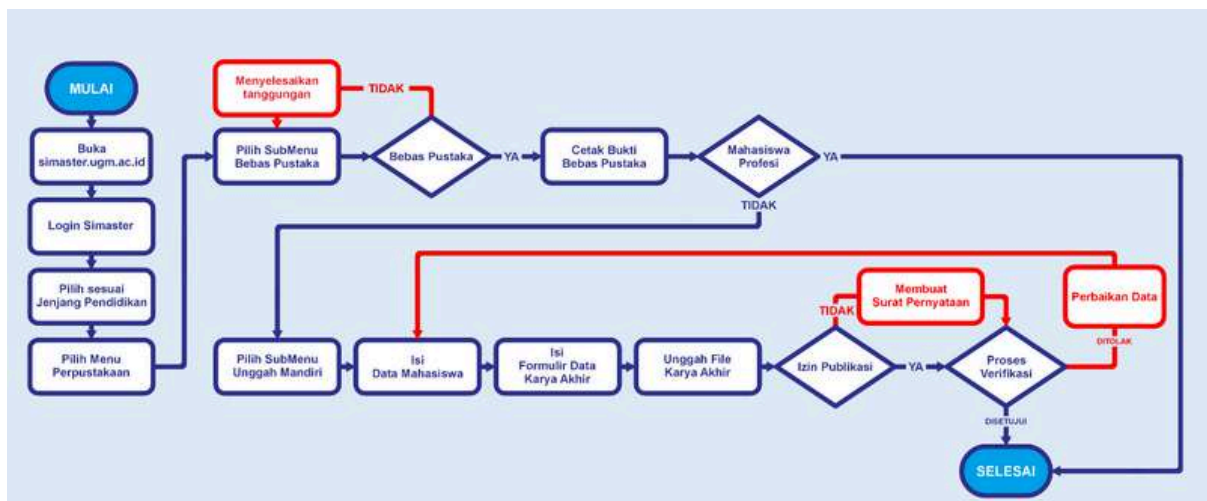 MULAI
Buka
simaster.ugm.ac.id
Login Simaster
Pilih sesuai
Jenjang Pendidikan
Pilih Menu
Perpustakaan
Menyelesaikan
tanggungan
TIDAK
Pilih SubMenu
Bebas Pustaka
Bebas Pustaka
YA
Cetak Bukti
Bebas Pustaka
Mahasiswa
Profesi
YA
TIDAK
Pilih SubMenu
Unggah Mandiri
Isi
Data Mahasiswa
Isi
Formulir Data
Karya Akhir
Unggah File
Karya Akhir
Izin Publikasi
TIDAK
Membuat
Surat Pernyataan
YA
Proses
Verifikasi
DITOLAK
Perbaikan Data
DISETUJUI
SELESAI